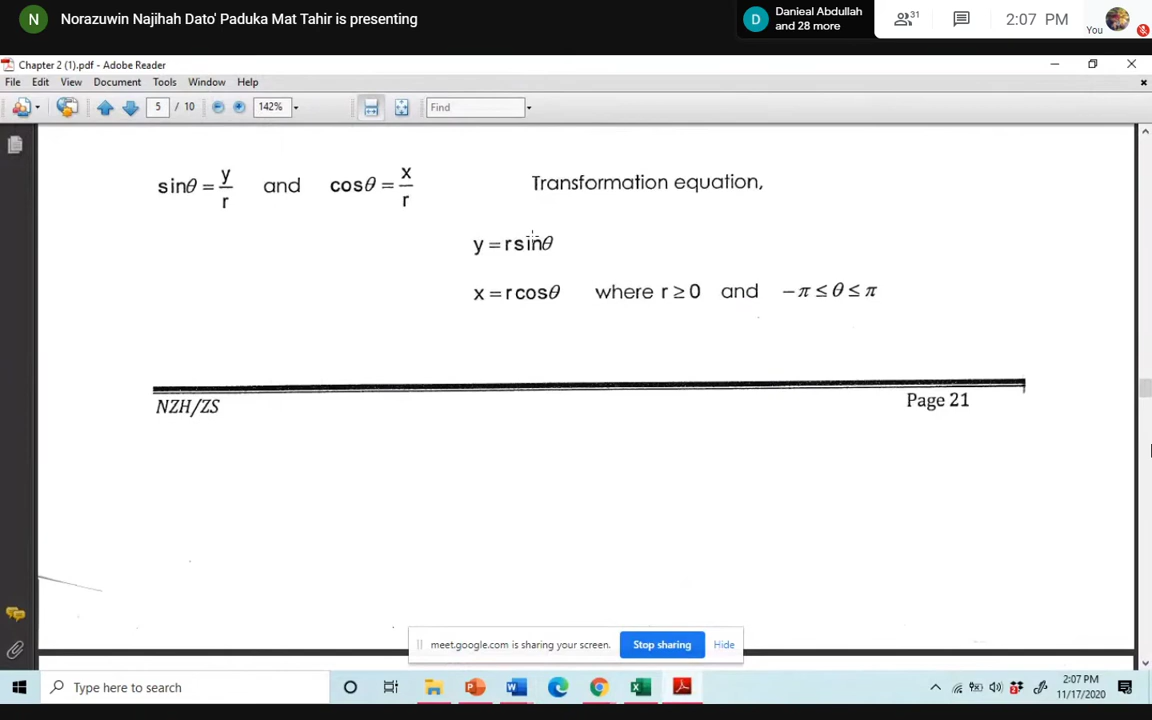 N Norazuwin Najihah Dato' Paduka Mat Tahir is presenting
D Danieal Abdullah and 28 more
31
2:07 PM
You
Chapter 2 (1).pdf - Adobe Reader
File Edit View Document Tools Window Help
5 / 10 142% Find
sinθ = y/r and cosθ = x/r Transformation equation,
y = r sinθ
x = r cosθ where r ≥ 0 and −π ≤ θ ≤ π
NZH/ZS Page 21
meet.google.com is sharing your screen. Stop sharing Hide
Type here to search
2:07 PM
11/17/2020